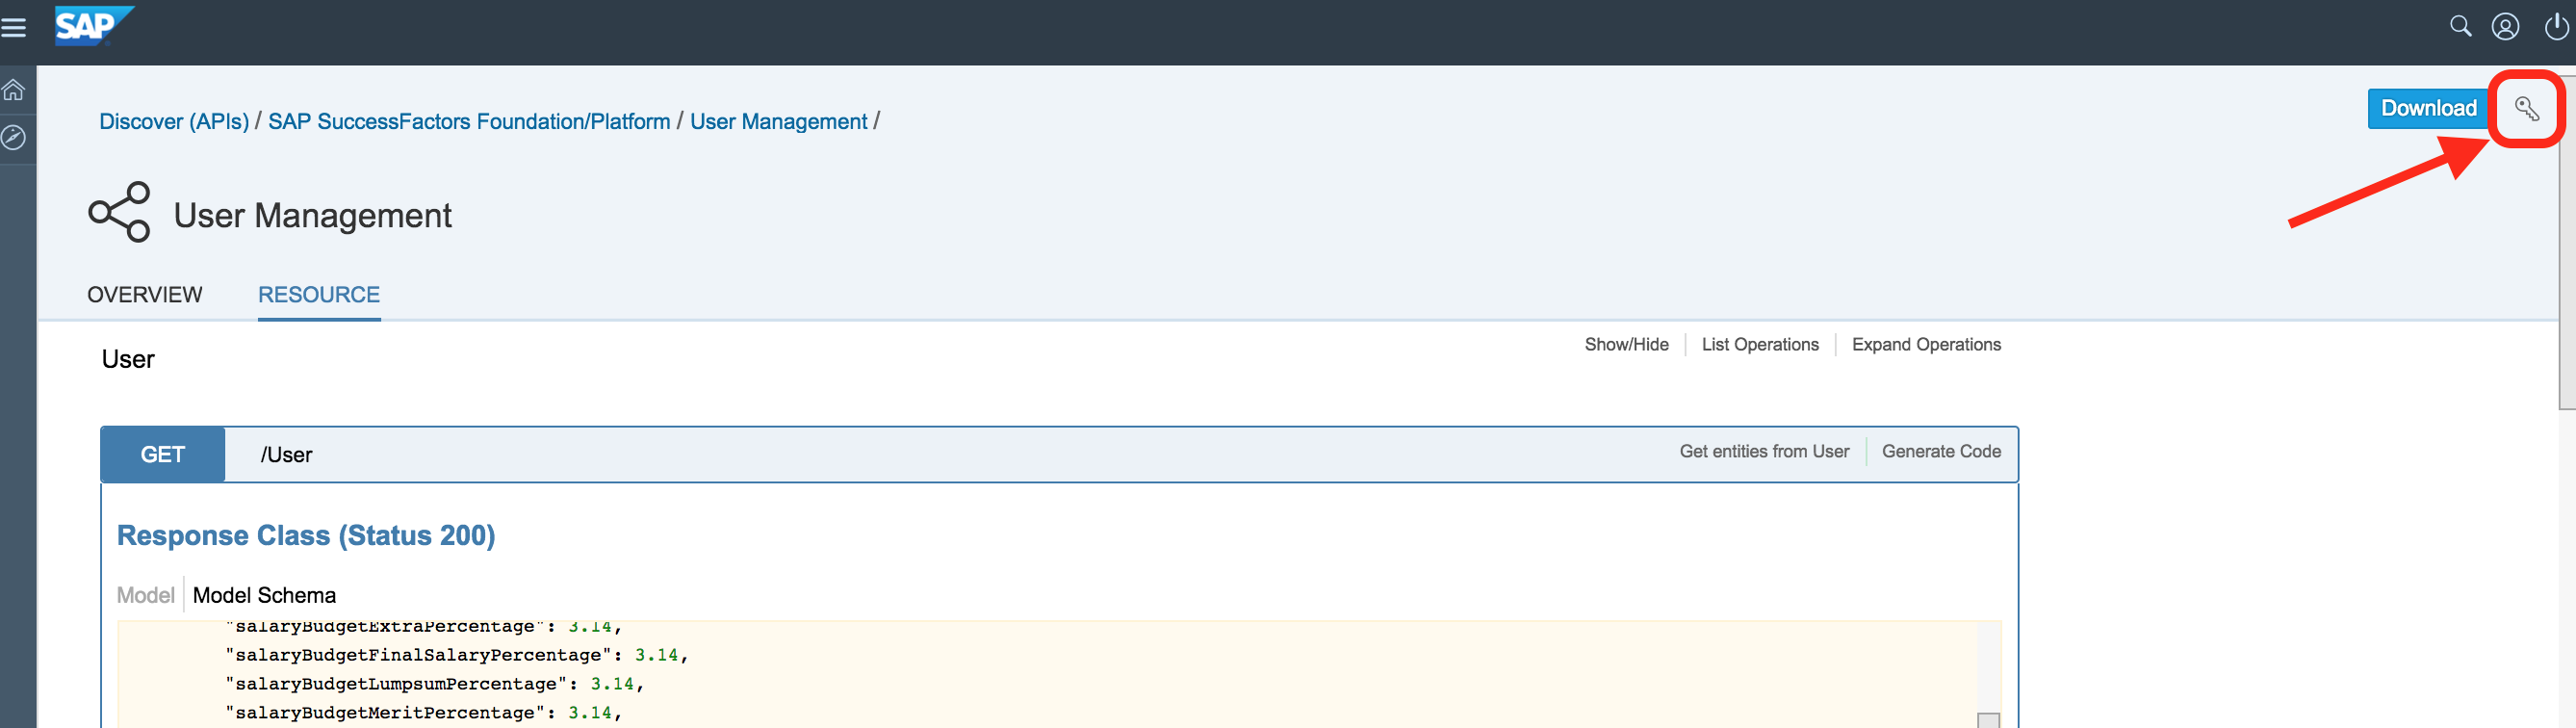 SAP
Discover (APIs) / SAP SuccessFactors Foundation/Platform / User Management /
Download
User Management
OVERVIEW RESOURCE
User
Show/Hide List Operations Expand Operations
GET /User Get entities from User Generate Code
Response Class (Status 200)
Model Model Schema
"salaryBudgetExtraPercentage": 3.14,
"salaryBudgetFinalSalaryPercentage": 3.14,
"salaryBudgetLumpsumPercentage": 3.14,
"salaryBudgetMeritPercentage": 3.14,